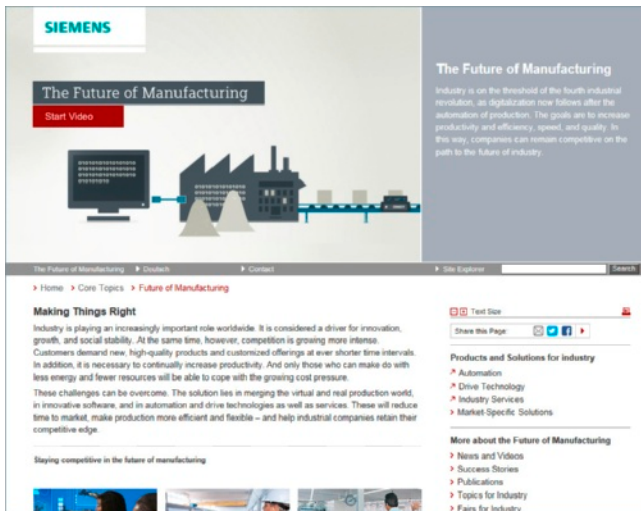 SIEMENS
The Future of Manufacturing
Start Video
The Future of Manufacturing
Industry is on the threshold of the fourth industrial
revolution, as digitalization now follows after the
automation of production. The goals are to increase
productivity and efficiency, speed, and quality. In
this way, companies can remain competitive on the
path to the future of industry.
The Future of Manufacturing Deutsch Contact Site Explorer Search
Home Core Topics Future of Manufacturing
Making Things Right
Industry is playing an increasingly important role worldwide. It is considered a driver for innovation,
growth, and social stability. At the same time, however, competition is growing more intense.
Customers demand new, high-quality products and customized offerings at ever shorter time intervals.
In addition, it is necessary to continually increase productivity. And only those who can make do with
less energy and fewer resources will be able to cope with the growing cost pressure.
These challenges can be overcome. The solution lies in merging the virtual and real production world,
in innovative software, and in automation and drive technologies as well as services. These will reduce
time to market, make production more efficient and flexible – and help industrial companies retain their
competitive edge.
Staying competitive in the future of manufacturing
Text Size
Share this Page:
Products and Solutions for industry
Automation
Drive Technology
Industry Services
Market-Specific Solutions
More about the Future of Manufacturing
News and Videos
Success Stories
Publications
Topics for Industry
Fairs for Industry